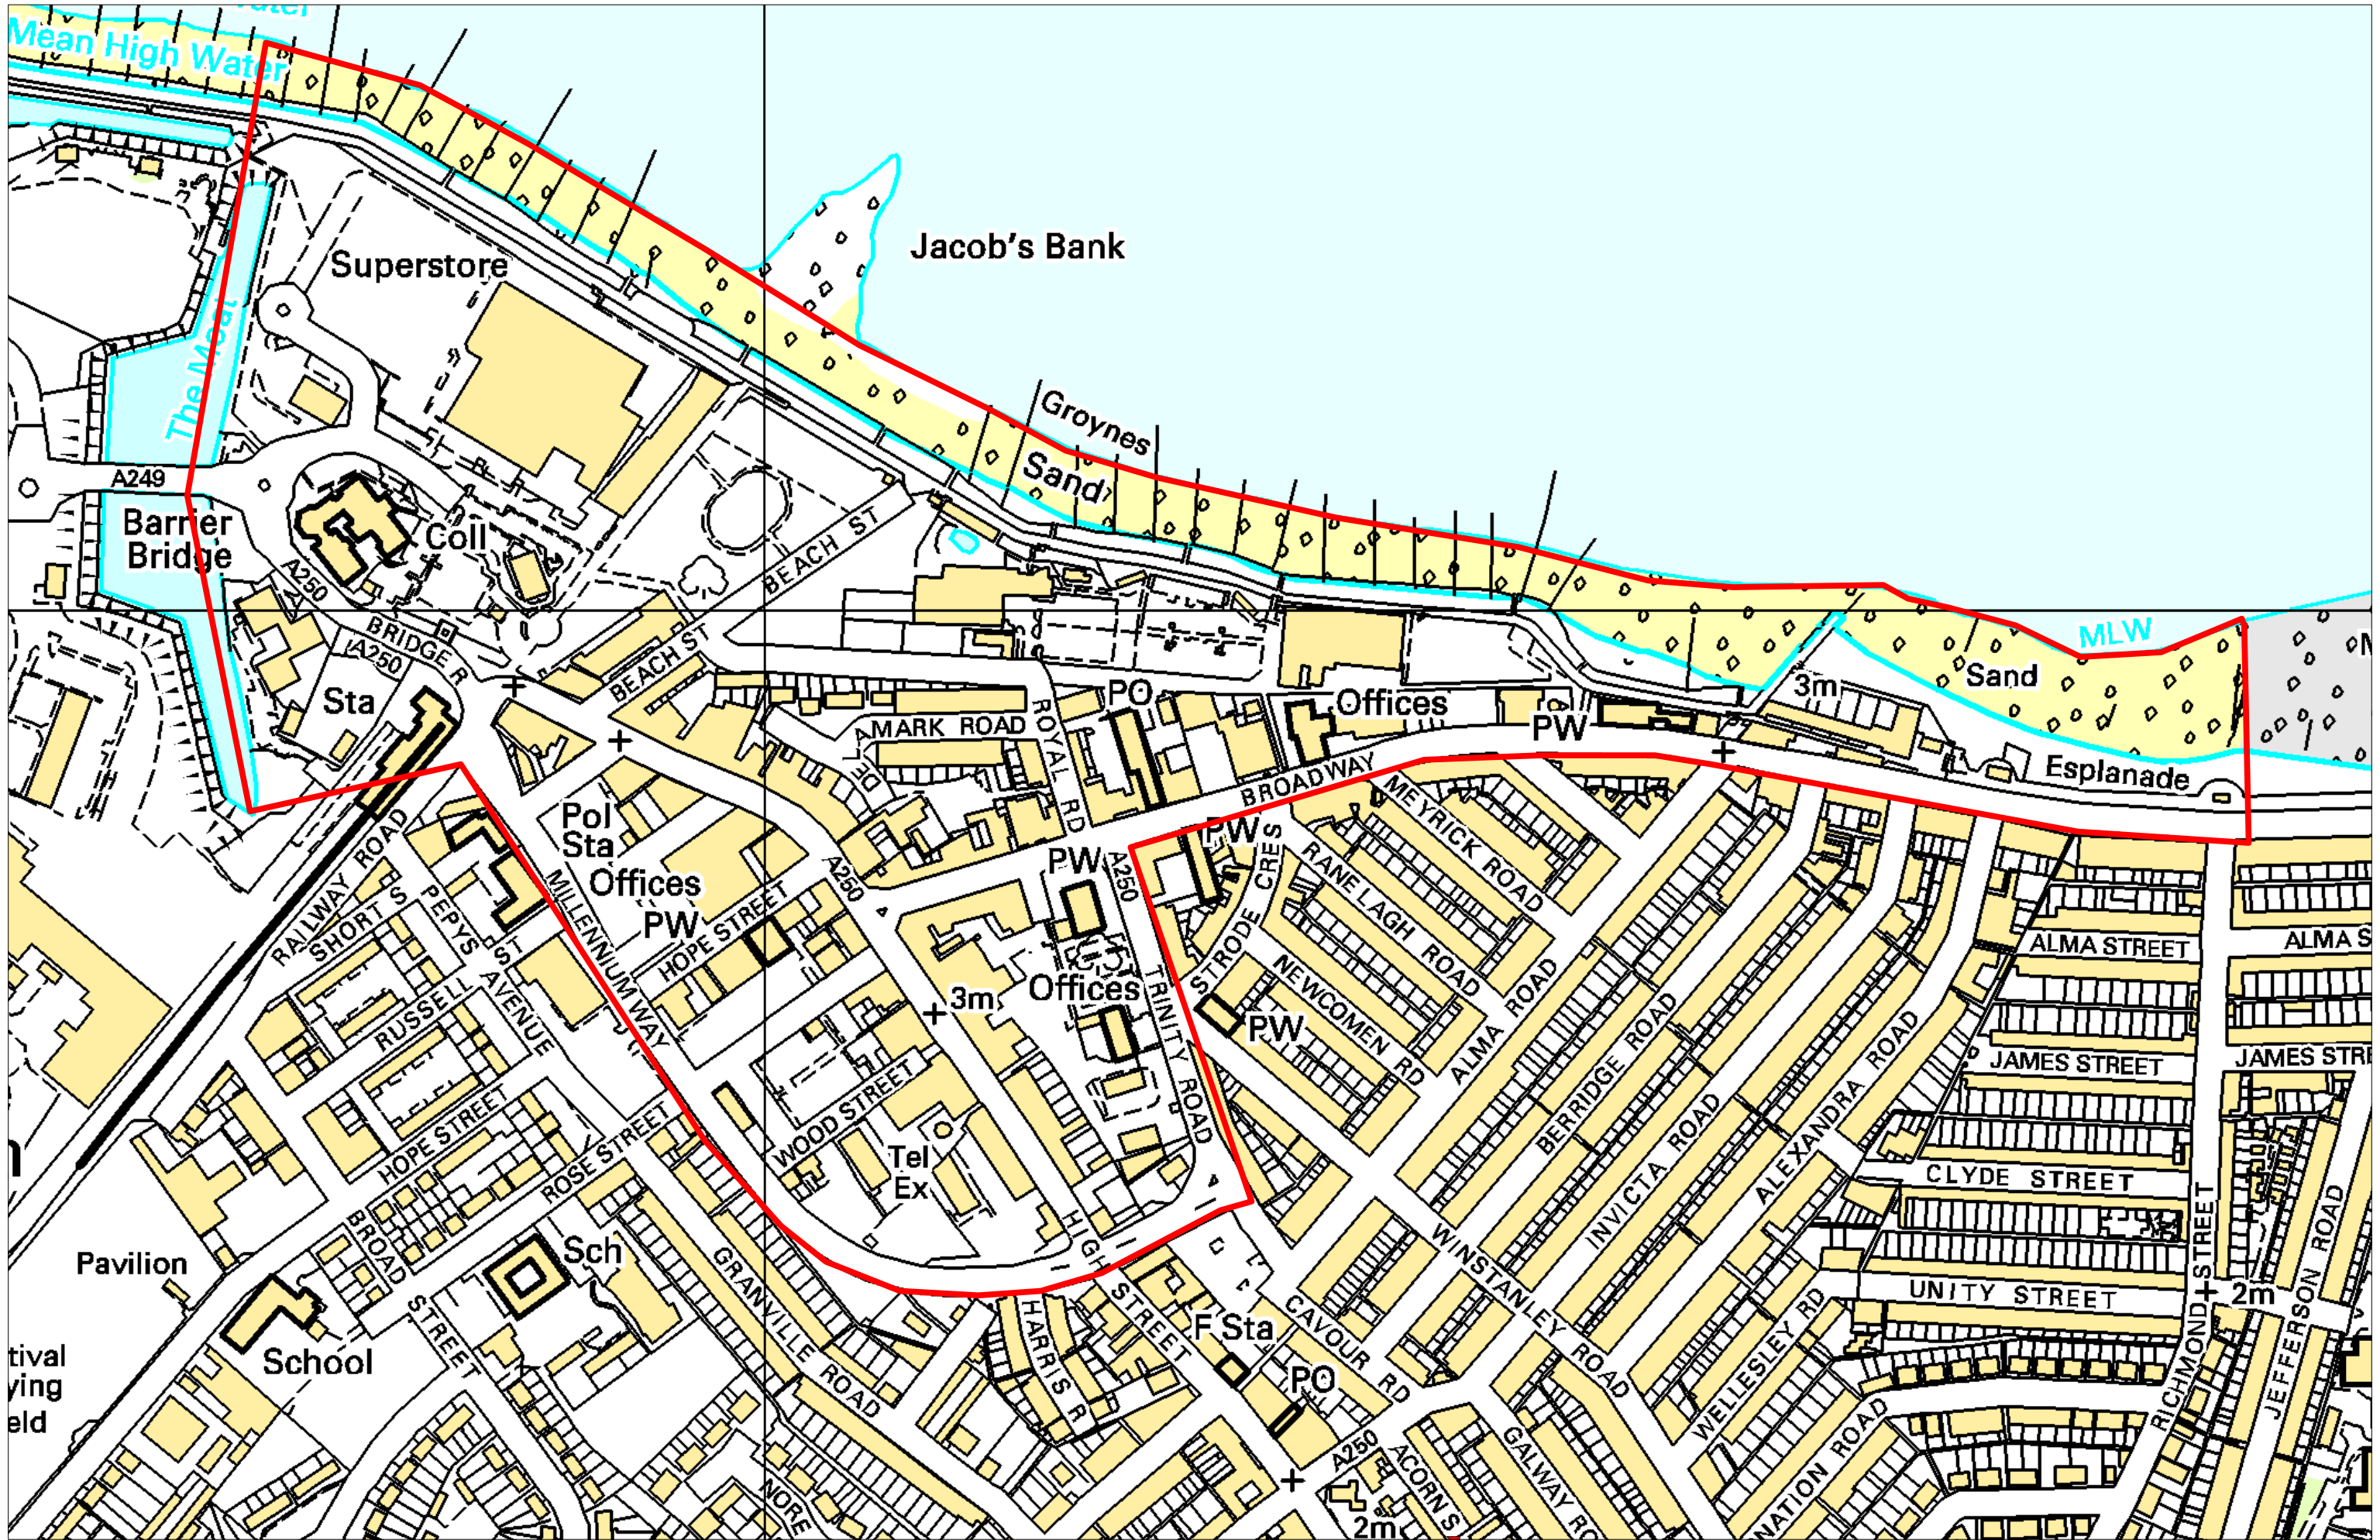 Mean High Water
Superstore
Jacob's Bank
The Moat
Groynes
Sand
A249
Barrier
Bridge
Coll
A250
BEACH ST
BRIDGE R
A250
BEACH ST
Sta
MLW
Sand
3m
PO
Offices
PW
MARK ROAD
ROYAL RD
DE LA
Esplanade
BROADWAY
MEYRICK ROAD
Pol
Sta
Offices
PW
PW
PW
A250
A250
RAILWAY ROAD
SHORT S
PEPYS AVENUE
ST
MILLENNIUM WAY
HOPE STREET
STRODE CRES
RANELAGH ROAD
ALMA STREET
ALMA S
RUSSELL
3m
Offices
TRINITY ROAD
NEWCOMEN RD
ALMA ROAD
PW
BERRIDGE ROAD
INVICTA ROAD
ALEXANDRA ROAD
JAMES STREET
JAMES STRE
HOPE STREET
ROSE STREET
WOOD STREET
Tel
Ex
CLYDE STREET
BROAD STREET
Pavilion
Sch
GRANVILLE ROAD
HIGH STREET
WINSTANLEY ROAD
UNITY STREET
RICHMOND STREET
2m
JEFFERSON ROAD
School
HARRIS R
F Sta
CAVOUR RD
PO
WELLESLEY RD
tival
ying
eld
NORE
A250
ACORN S
2m
GALWAY RO
NATION ROAD